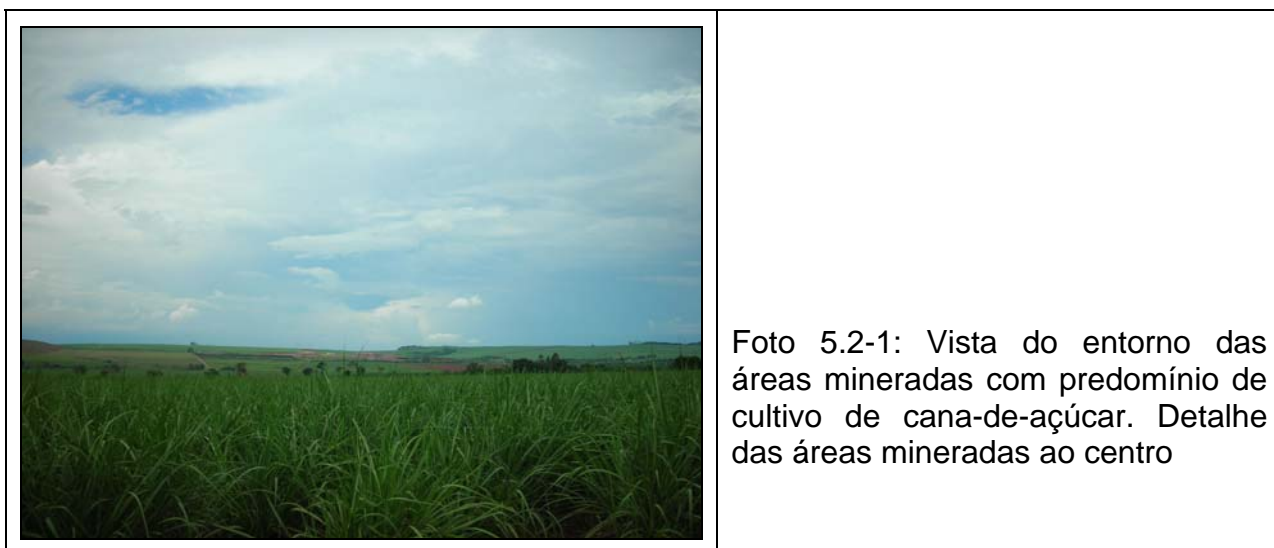 Foto 5.2-1: Vista do entorno das
áreas mineradas com predomínio de
cultivo de cana-de-açúcar. Detalhe
das áreas mineradas ao centro